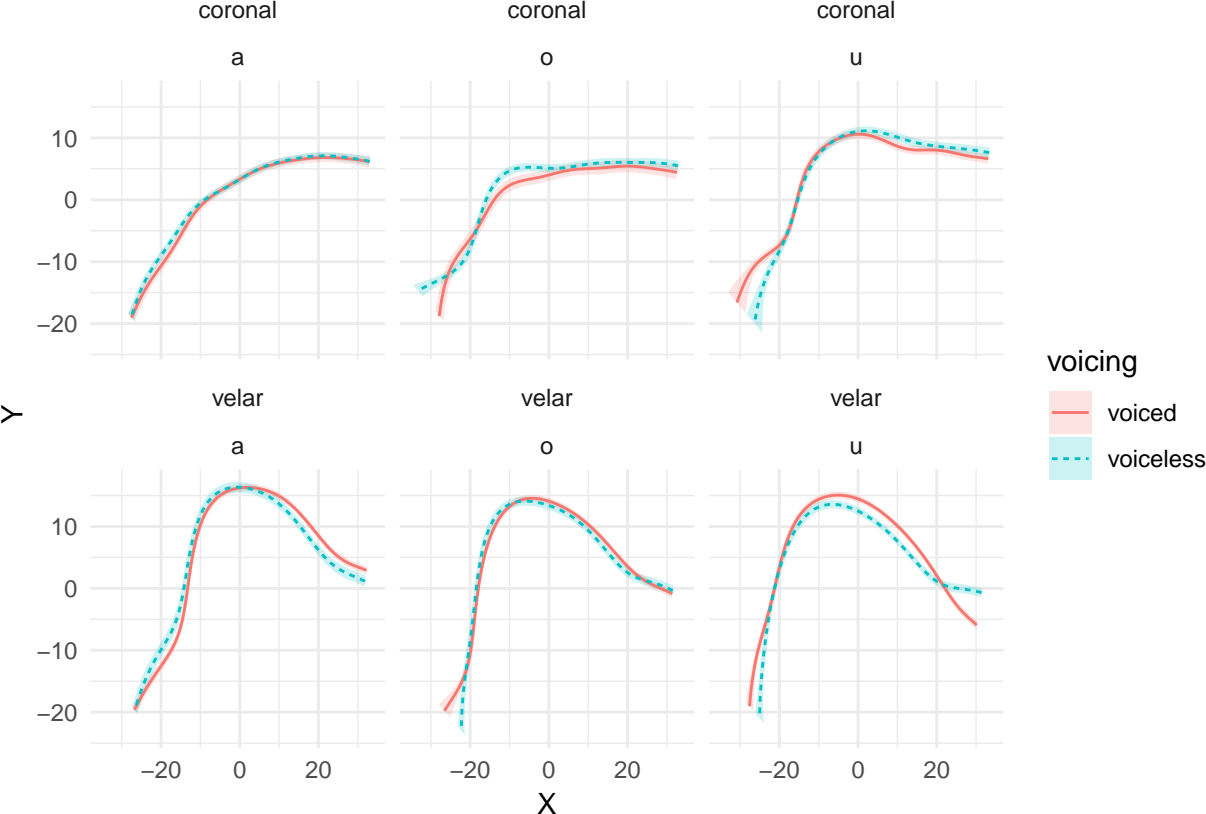 coronal coronal coronal
a o u
10
0
−10
−20
velar velar velar
a o u
10
0
−10
−20
−20 0 20 −20 0 20 −20 0 20
X
Y
voicing
voiced
voiceless